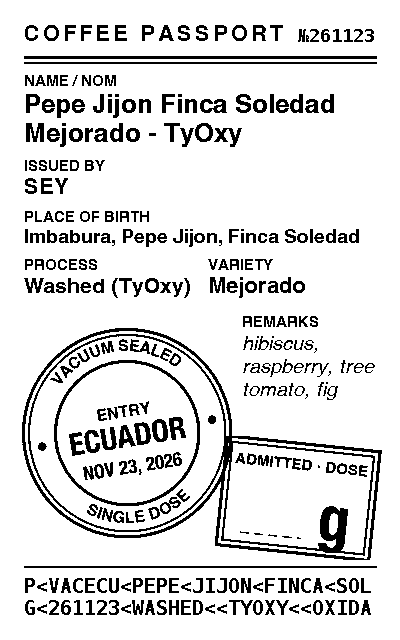 COFFEE PASSPORT №261123
NAME / NOM
Pepe Jijon Finca Soledad
Mejorado - TyOxy
ISSUED BY
SEY
PLACE OF BIRTH
Imbabura, Pepe Jijon, Finca Soledad
PROCESS VARIETY
Washed (TyOxy) Mejorado
REMARKS
hibiscus,
raspberry, tree
tomato, fig
VACUUM SEALED
ENTRY
ECUADOR
NOV 23, 2026
SINGLE DOSE
ADMITTED · DOSE
g
P<VACECU<PEPE<JIJON<FINCA<SOL
G<261123<WASHED<<TYOXY<<OXIDA